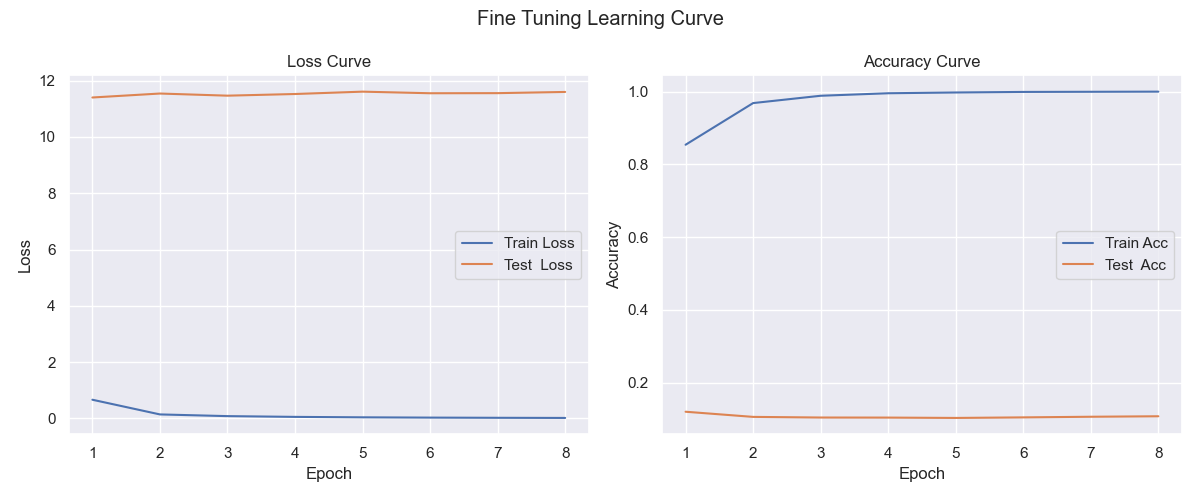 Fine Tuning Learning Curve
Loss Curve
12
10
8
6
4
2
0
Loss
1 2 3 4 5 6 7 8
Epoch
Train Loss
Test  Loss
Accuracy Curve
1.0
0.8
0.6
0.4
0.2
Accuracy
1 2 3 4 5 6 7 8
Epoch
Train Acc
Test  Acc